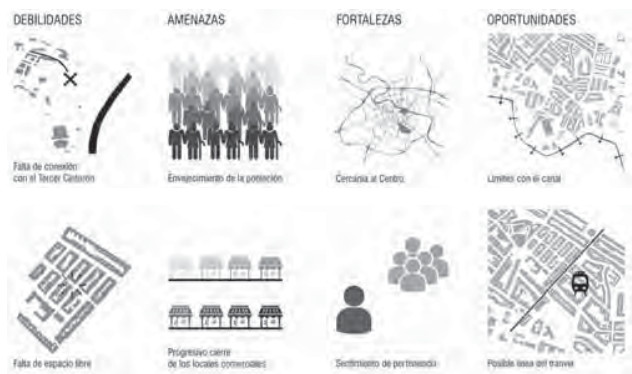 DEBILIDADES
AMENAZAS
FORTALEZAS
OPORTUNIDADES
Falta de conexión
con el Tercer Cinturón
Envejecimiento de la población
Cercanía al Centro
Límites con el canal
Falta de espacio libre
Progresivo cierre
de los locales comerciales
Sentimiento de pertinencia
Posible línea del tranvía